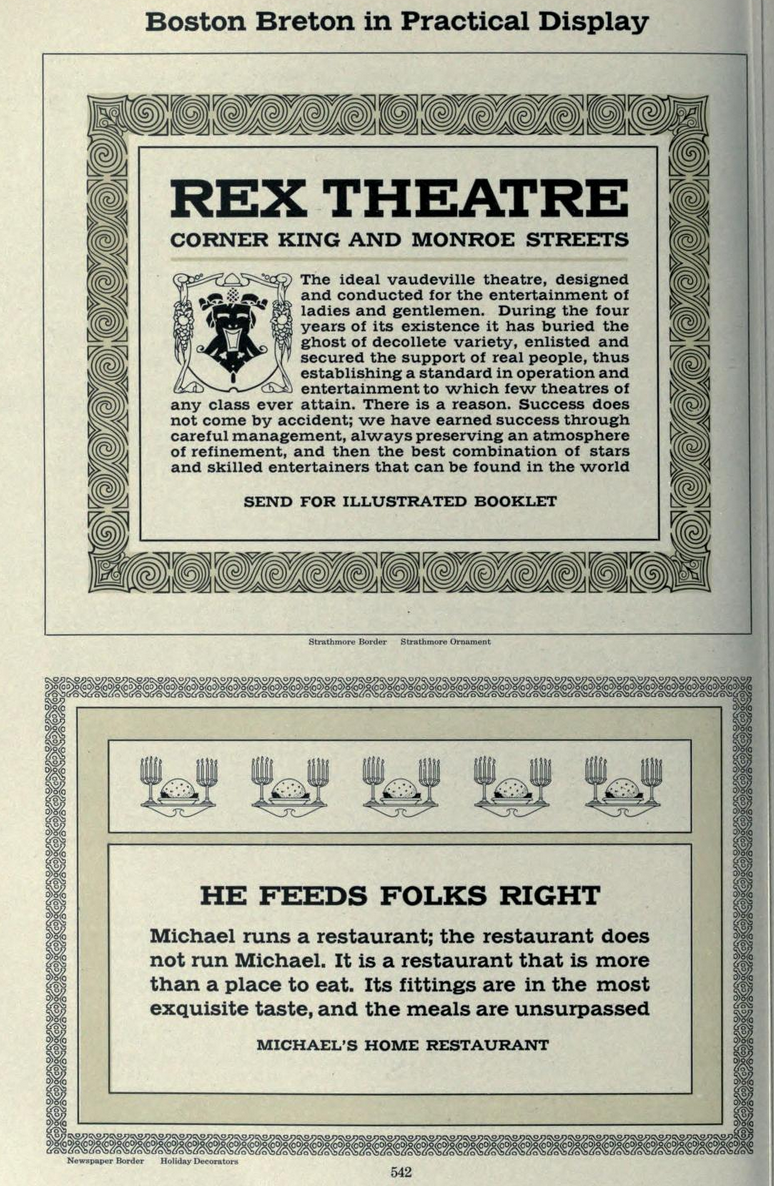 Boston Breton in Practical Display
REX THEATRE
CORNER KING AND MONROE STREETS
The ideal vaudeville theatre, designed
and conducted for the entertainment of
ladies and gentlemen. During the four
years of its existence it has buried the
ghost of decollete variety, enlisted and
secured the support of real people, thus
establishing a standard in operation and
entertainment to which few theatres of
any class ever attain. There is a reason. Success does
not come by accident; we have earned success through
careful management, always preserving an atmosphere
of refinement, and then the best combination of stars
and skilled entertainers that can be found in the world
SEND FOR ILLUSTRATED BOOKLET
Strathmore Border Strathmore Ornament
HE FEEDS FOLKS RIGHT
Michael runs a restaurant; the restaurant does
not run Michael. It is a restaurant that is more
than a place to eat. Its fittings are in the most
exquisite taste, and the meals are unsurpassed
MICHAEL'S HOME RESTAURANT
Newspaper Border Holiday Decorators
542